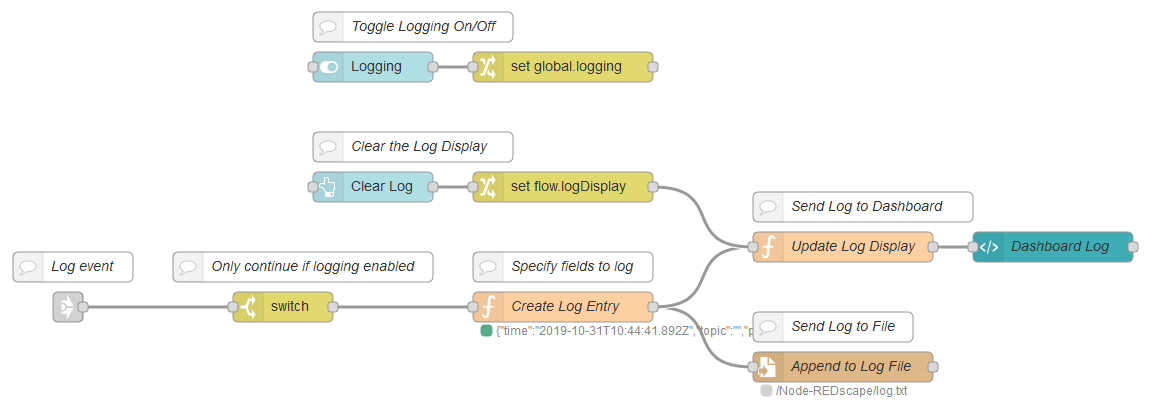 Toggle Logging On/Off
Logging
set global.logging
Clear the Log Display
Clear Log
set flow.logDisplay
Send Log to Dashboard
Update Log Display
Dashboard Log
Log event
Only continue if logging enabled
Specify fields to log
switch
Create Log Entry
{"time":"2019-10-31T10:44:41.892Z","topic":"","p
Send Log to File
Append to Log File
/Node-REDscape/log.txt